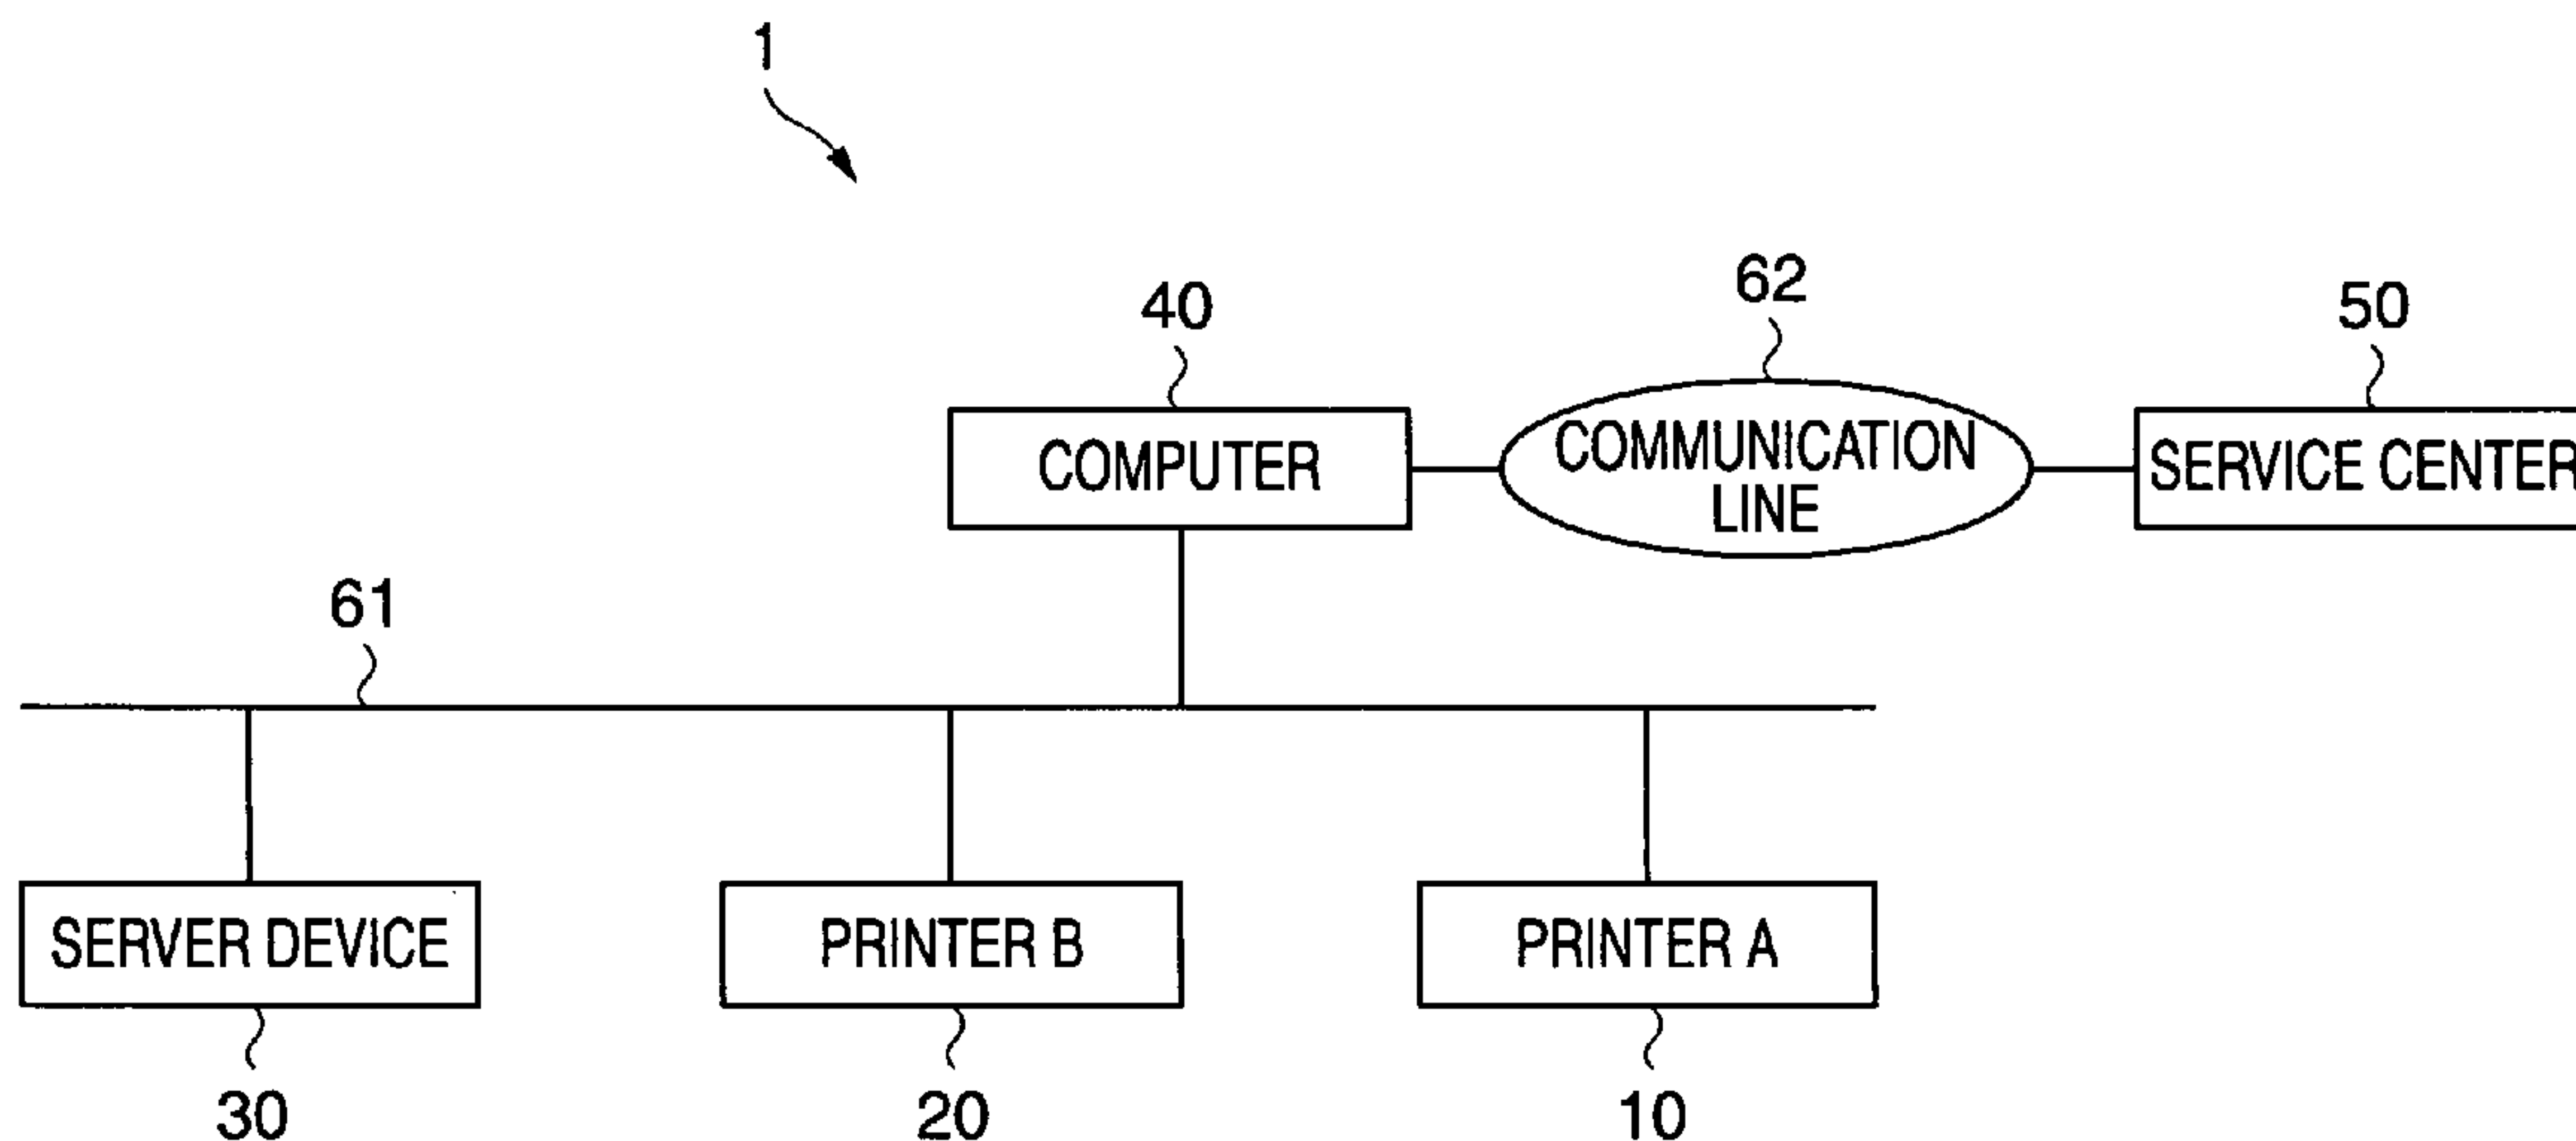 1
62
40
50
COMPUTER
COMMUNICATION
LINE
SERVICE CENTER
61
SERVER DEVICE
PRINTER B
PRINTER A
30
20
10